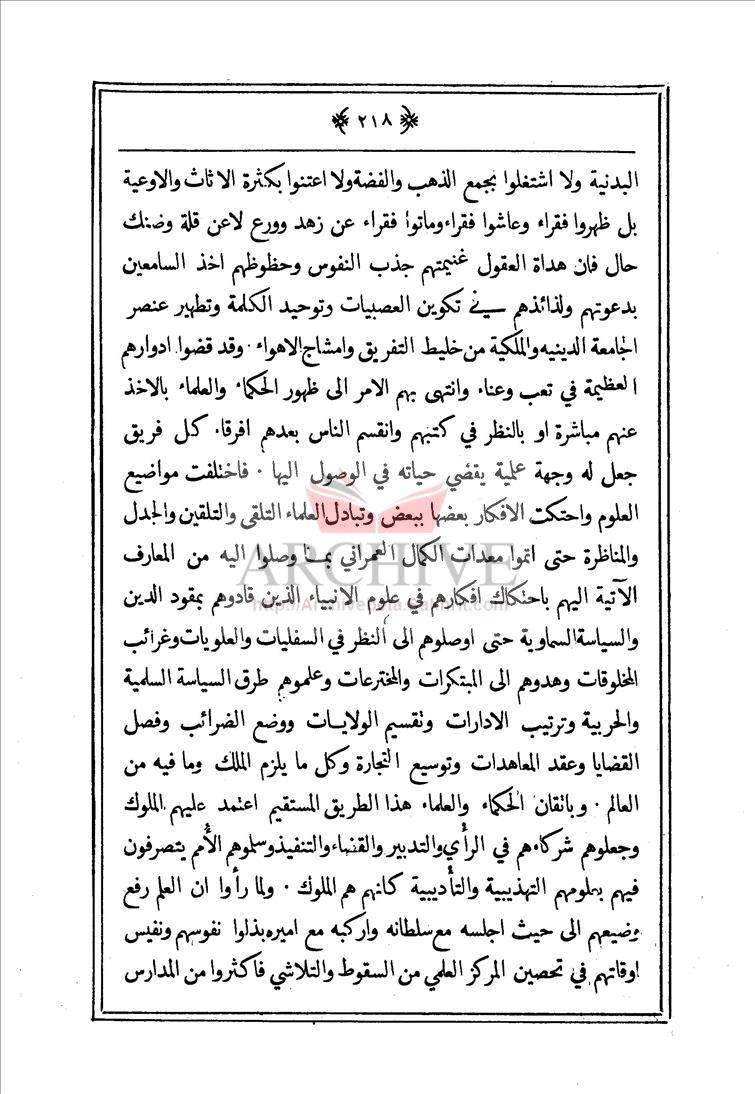 ﴿ ٢١٨ ﴾
البدنية ولا اشتغلوا بجمع الذهب والفضة ولا اعتنوا بكثرة الاثاث والاوعية
بل ظهروا فقراء وعاشوا فقراء وماتوا فقراء عن زهد وورع لاعن قلة وضنك
حال فان هداة العقول غنيمتهم جذب النفوس وحظوظهم اخذ السامعين
بدعوتهم ولذائذهم في تكوين العصبيات وتوحيد الكلمة وتطهير عنصر
الجامعة الدينيه والملكية من خليط التفريق وامشاج الاهواء . وقد قضوا ادوارهم
العظيمة في تعب وعناء وانتهى بهم الامر الى ظهور الحكماء والعلماء بالاخذ
عنهم مباشرة او بالنظر في كتبهم وانقسم الناس بعدهم افرقاء كل فريق
جعل له وجهة علمية يقضي حياته في الوصول اليها . فاختلفت مواضيع
العلوم واحتكت الافكار بعضها ببعض وتبادل العلماء التلقى والتلقين والجدل
والمناظرة حتى اتموا معدات الكمال العمراني بما وصلوا اليه من المعارف
ARCHIVE
الآتية اليهم باحتكاك افكارهم في علوم الانبياء الذين قادوهم بمقود الدين
والسياسة السماوية حتى اوصلوهم الى النظر في السفليات والعلويات وغرائب
المخلوقات وهدوهم الى المبتكرات والمخترعات وعلموهم طرق السياسة السلمية
والحربية وترتيب الادارات وتقسيم الولايات ووضع الضرائب وفصل
القضايا وعقد المعاهدات وتوسيع التجارة وكل ما يلزم الملك وما فيه من
العالم . وباتقان الحكماء والعلماء هذا الطريق المستقيم اعتمد عليهم الملوك
وجعلوهم شركاءهم في الرأي والتدبير والقضاء والتنفيذ وسلموهم الأمم يتصرفون
فيهم بعلومهم التهذيبية والتأديبية كانهم هم الملوك . ولما رأوا ان العلم رفع
وضيعهم الى حيث اجلسه مع سلطانه واركبه مع اميره بذلوا نفوسهم ونفيس
اوقاتهم في تحصين المركز العلمي من السقوط والتلاشي فاكثروا من المدارس